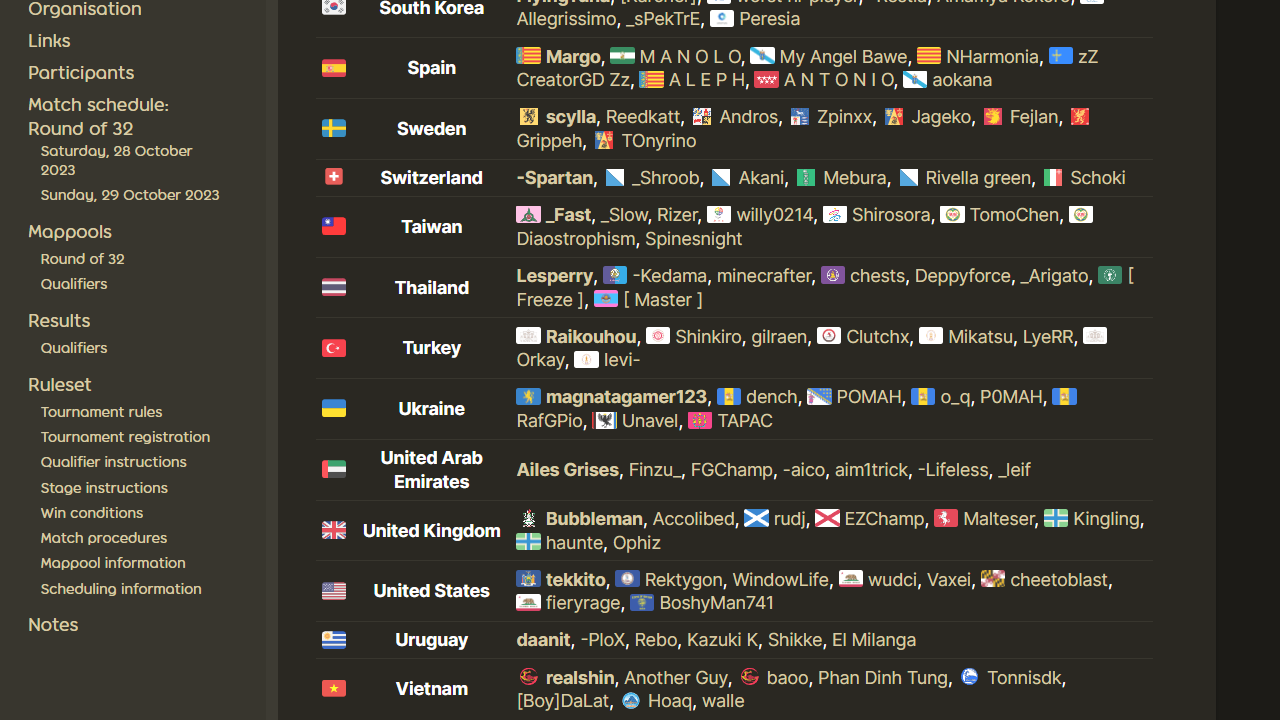 Organisation
Links
Participants
Match schedule:
Round of 32
Saturday, 28 October
2023
Sunday, 29 October 2023
Mappools
Round of 32
Qualifiers
Results
Qualifiers
Ruleset
Tournament rules
Tournament registration
Qualifier instructions
Stage instructions
Win conditions
Match procedures
Mappool information
Scheduling information
Notes
South Korea
Allegrissimo, _sPekTrE, Peresia
Spain
Margo, M A N O L O, My Angel Bawe, NHarmonia, zZ
CreatorGD Zz, A L E P H, A N T O N I O, aokana
Sweden
scylla, Reedkatt, Andros, Zpinxx, Jageko, Fejlan,
Grippeh, TOnyrino
Switzerland
-Spartan, _Shroob, Akani, Mebura, Rivella green, Schoki
Taiwan
_Fast, _Slow, Rizer, willy0214, Shirosora, TomoChen,
Diaostrophism, Spinesnight
Thailand
Lesperry, -Kedama, minecrafter, chests, Deppyforce, _Arigato, [
Freeze ], [ Master ]
Turkey
Raikouhou, Shinkiro, gilraen, Clutchx, Mikatsu, LyeRR,
Orkay, levi-
Ukraine
magnatagamer123, dench, POMAH, o_q, P0MAH,
RafGPio, Unavel, TAPAC
United Arab
Emirates
Ailes Grises, Finzu_, FGChamp, -aico, aim1trick, -Lifeless, _leif
United Kingdom
Bubbleman, Accolibed, rudj, EZChamp, Malteser, Kingling,
haunte, Ophiz
United States
tekkito, Rektygon, WindowLife, wudci, Vaxei, cheetoblast,
fieryrage, BoshyMan741
Uruguay
daanit, -PloX, Rebo, Kazuki K, Shikke, El Milanga
Vietnam
realshin, Another Guy, baoo, Phan Dinh Tung, Tonnisdk,
[Boy]DaLat, Hoaq, walle